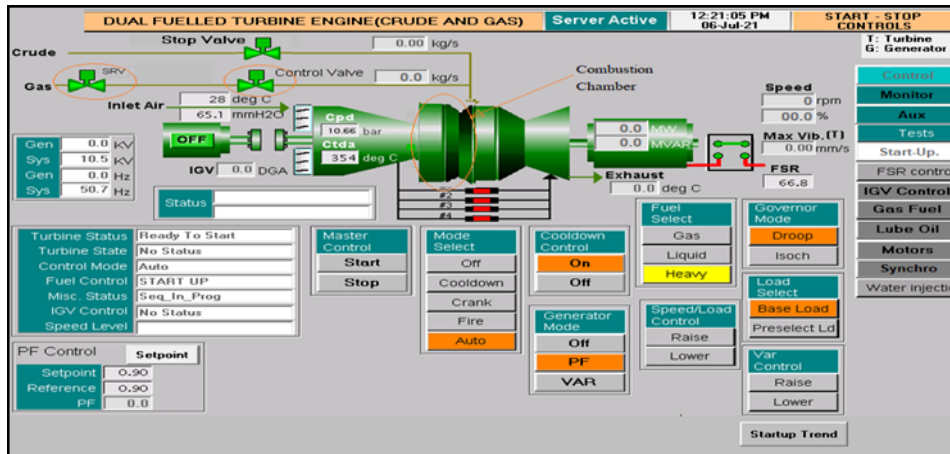 DUAL FUELLED TURBINE ENGINE(CRUDE AND GAS)
Server Active
12:21:05 PM
06-Jul-21
START - STOP
CONTROLS
T: Turbine
G: Generator
Stop Valve
0.00 kg/s
Crude
SRV
Control Valve
0.0 kg/s
Gas
Combustion
Chamber
Inlet Air
28 deg C
65.1 mmH2O
OFF
IGV 0.0 DGA
Cpd
10.66 bar
Ctda
354 deg C
0.0 MW
0.0 MVAR
Exhaust
0.0 deg C
Speed
0 rpm
00.0 %
Max Vib.(T)
0.00 mm/s
FSR
66.8
Gen 0.0 KV
Sys 10.5 KV
Gen 0.0 Hz
Sys 50.7 Hz
Status
#2
#3
#4
Control
Monitor
Aux
Tests
Start-Up.
FSR contro
IGV Control
Gas Fuel
Lube Oil
Motors
Synchro
Water injectio
Turbine Status Ready To Start
Turbine State No Status
Control Mode Auto
Fuel Control START UP
Misc. Status Seq_In_Prog
IGV Control No Status
Speed Level
Master
Control
Start
Stop
Mode
Select
Off
Cooldown
Crank
Fire
Auto
Cooldown
Control
On
Off
Generator
Mode
Off
PF
VAR
Fuel
Select
Gas
Liquid
Heavy
Speed/Load
Control
Raise
Lower
Governor
Mode
Droop
Isoch
Load
Select
Base Load
Preselect Ld
Var
Control
Raise
Lower
PF Control
Setpoint
Setpoint 0.90
Reference 0.90
PF 0.0
Startup Trend